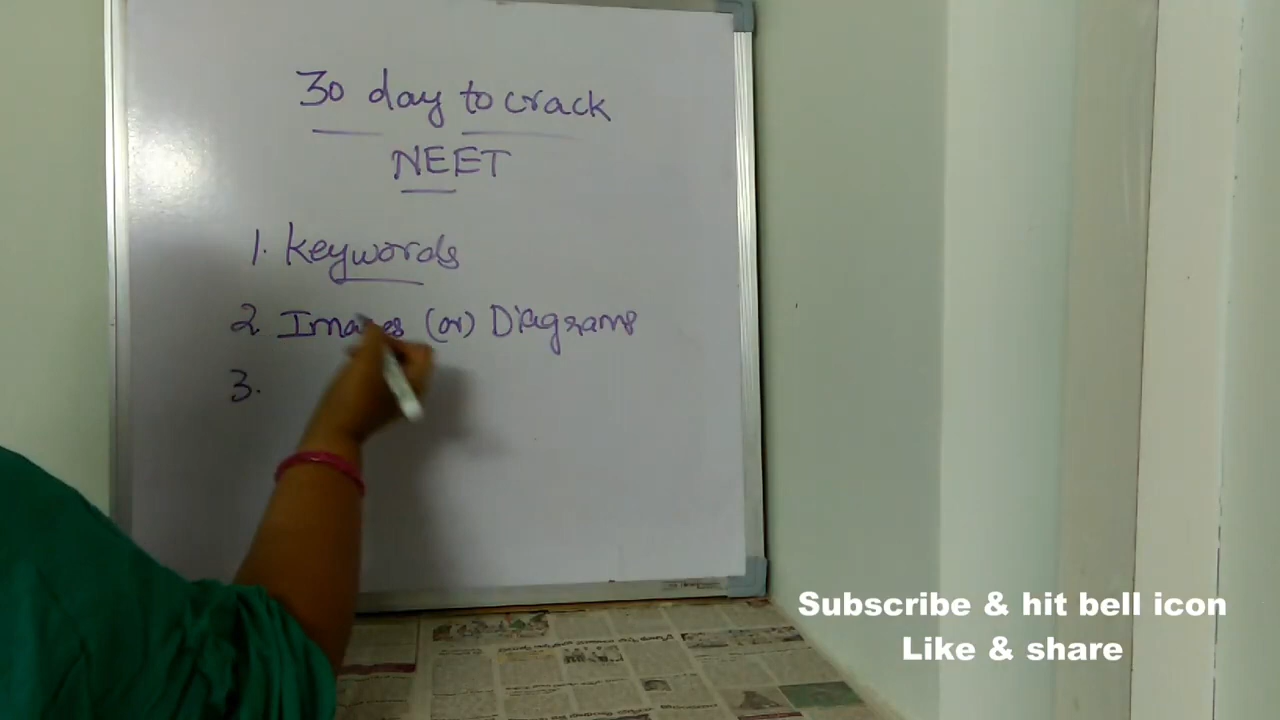 30 day to crack
NEET
1. Keywords
2 Images (or) Diagrams
3.
Subscribe & hit bell icon
Like & share